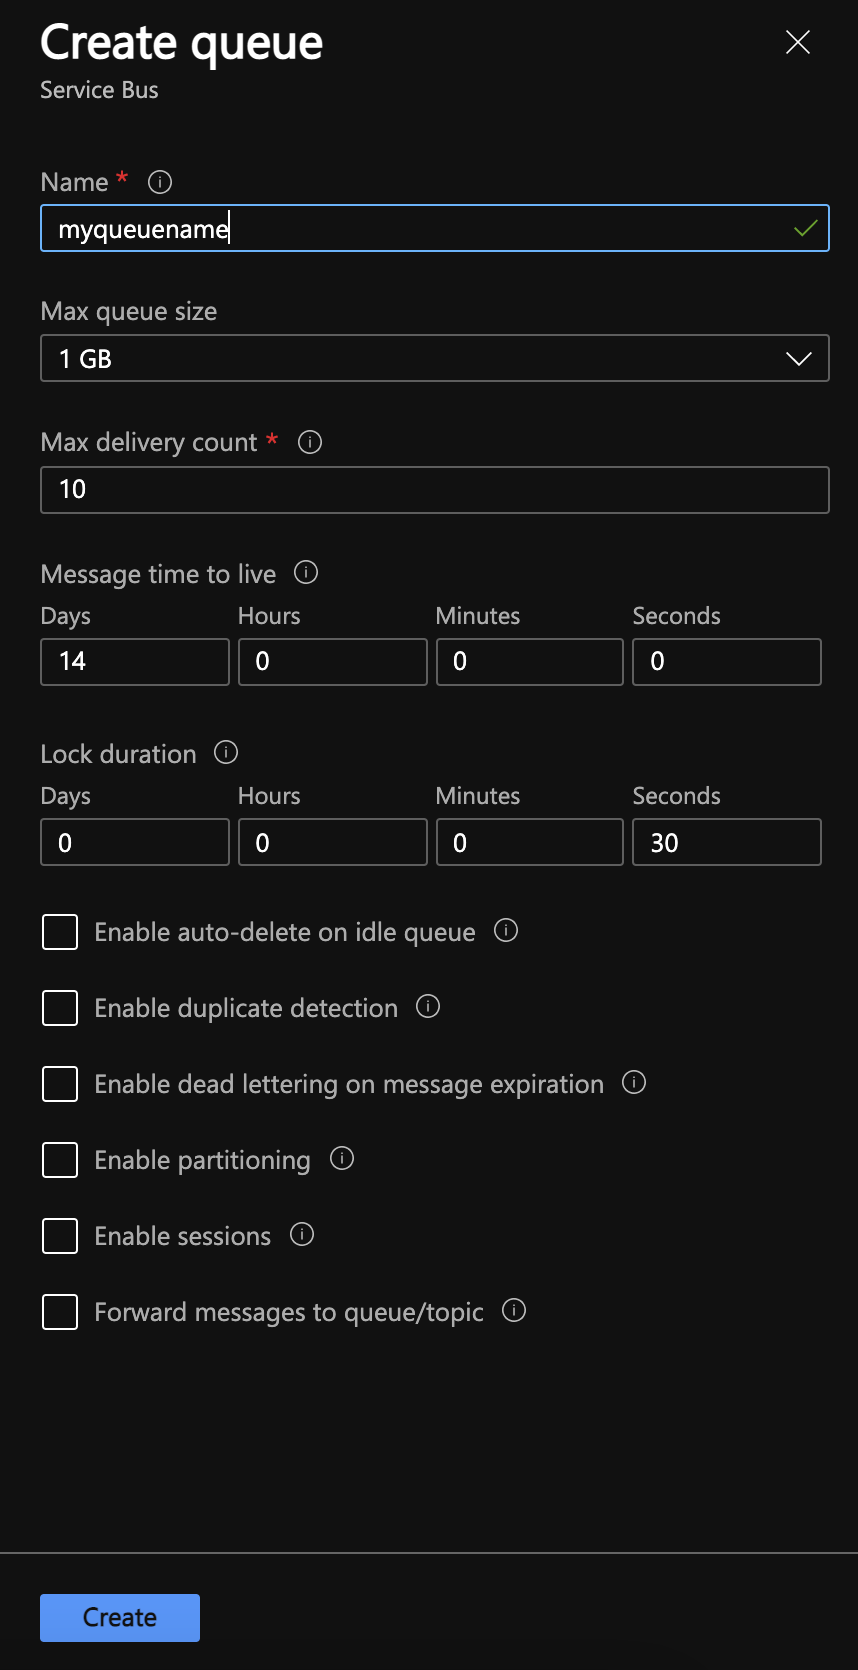 Create queue
Service Bus
Name *
myqueuename
Max queue size
1 GB
Max delivery count *
10
Message time to live
Days Hours Minutes Seconds
14 0 0 0
Lock duration
Days Hours Minutes Seconds
0 0 0 30
Enable auto-delete on idle queue
Enable duplicate detection
Enable dead lettering on message expiration
Enable partitioning
Enable sessions
Forward messages to queue/topic
Create